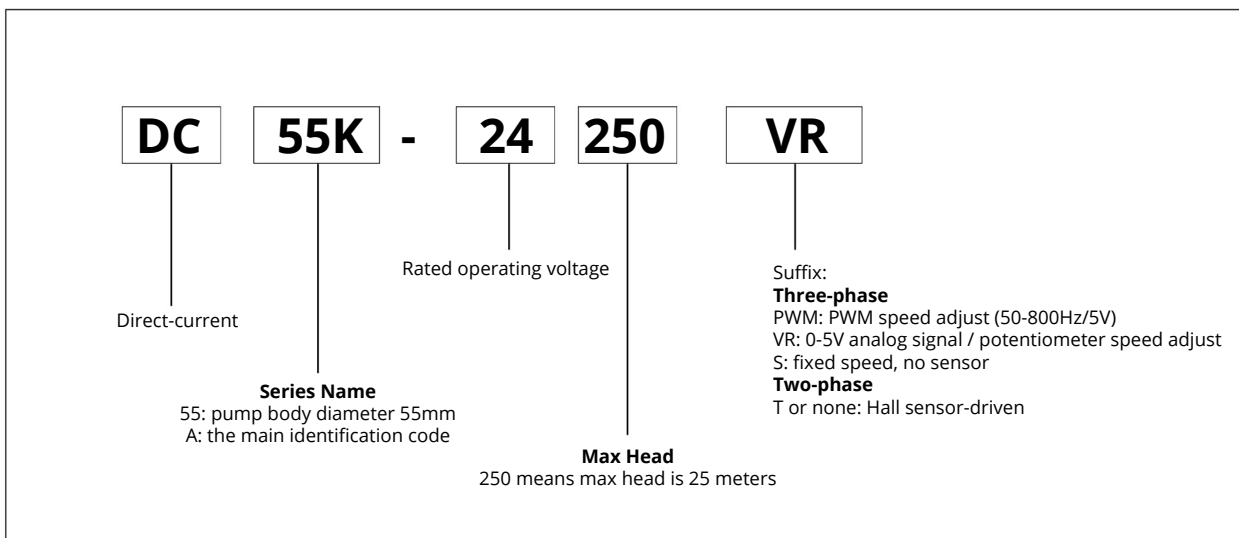 DC 55K - 24 250 VR
Direct-current
Series Name
55: pump body diameter 55mm
A: the main identification code
Rated operating voltage
Max Head
250 means max head is 25 meters
Suffix:
Three-phase
PWM: PWM speed adjust (50-800Hz/5V)
VR: 0-5V analog signal / potentiometer speed adjust
S: fixed speed, no sensor
Two-phase
T or none: Hall sensor-driven